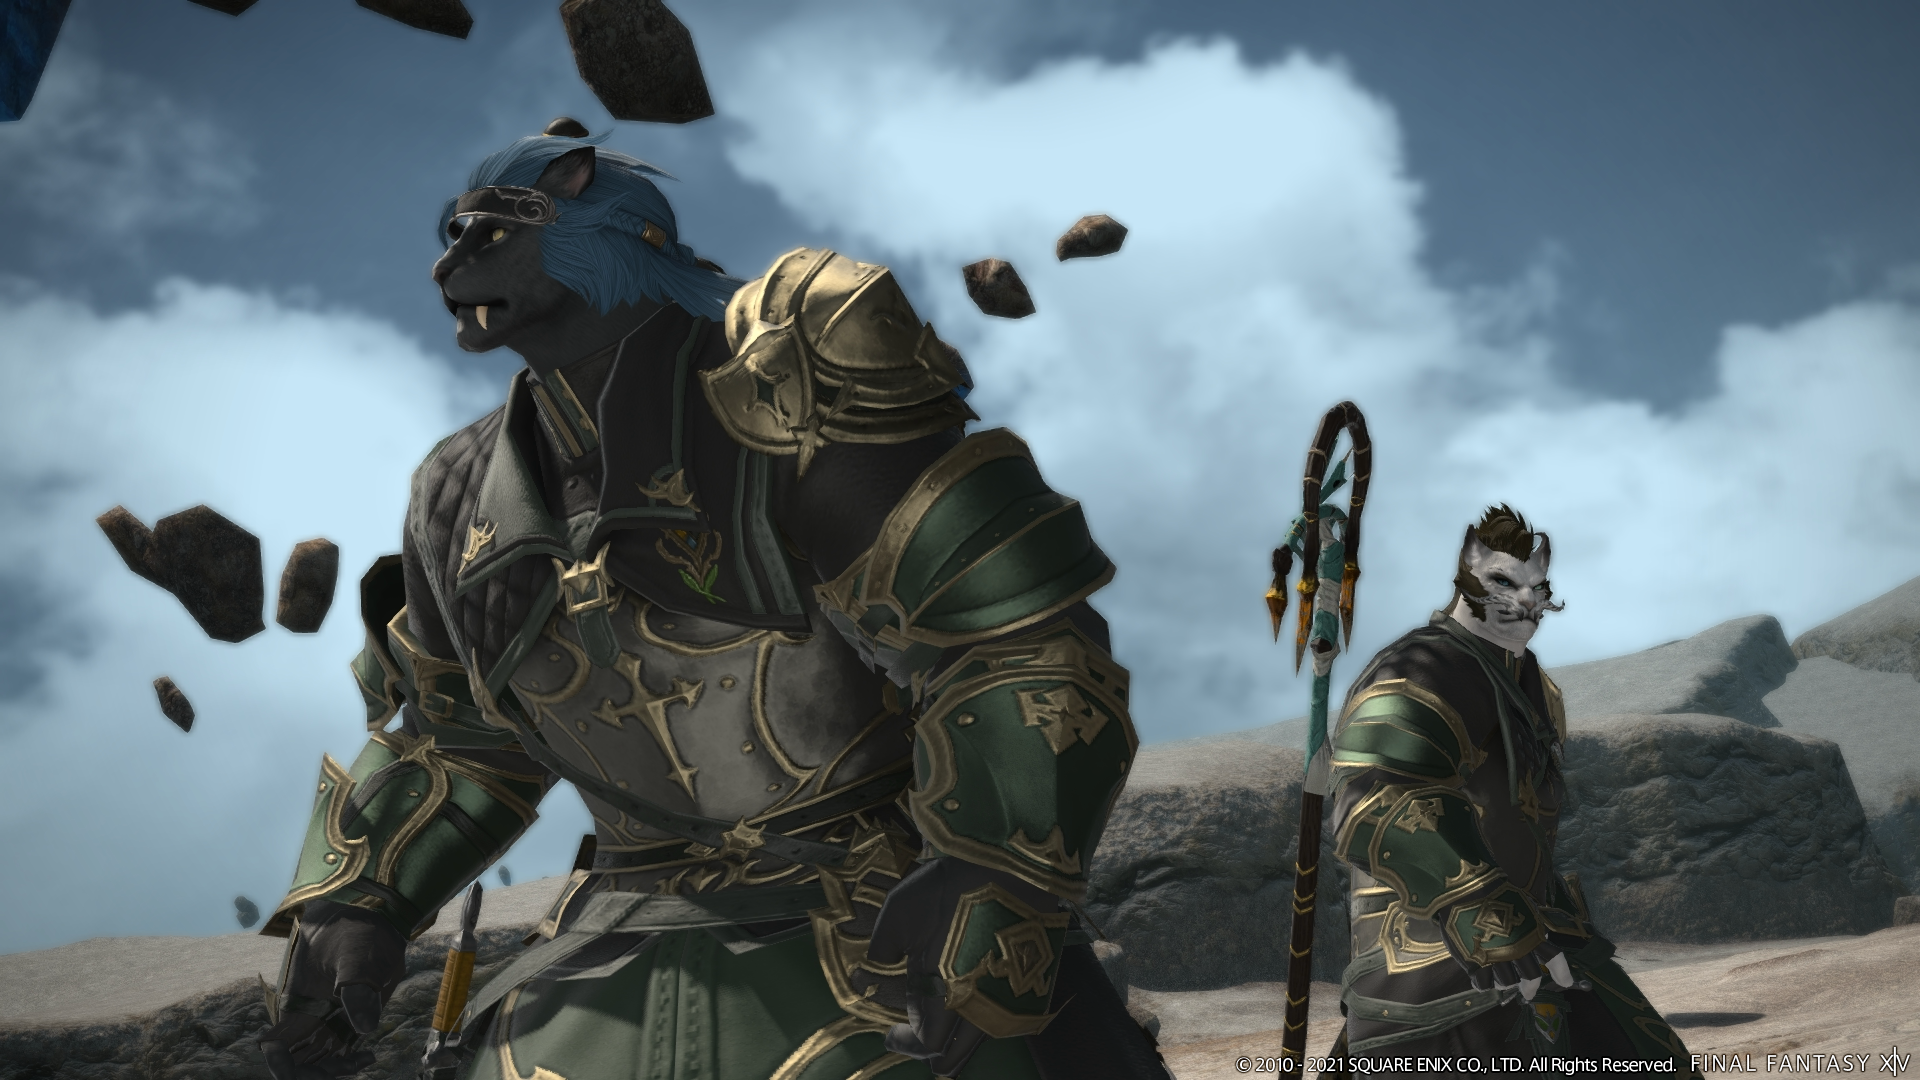 © 2010 - 2021 SQUARE ENIX CO., LTD. All Rights Reserved. FINAL FANTASY XIV